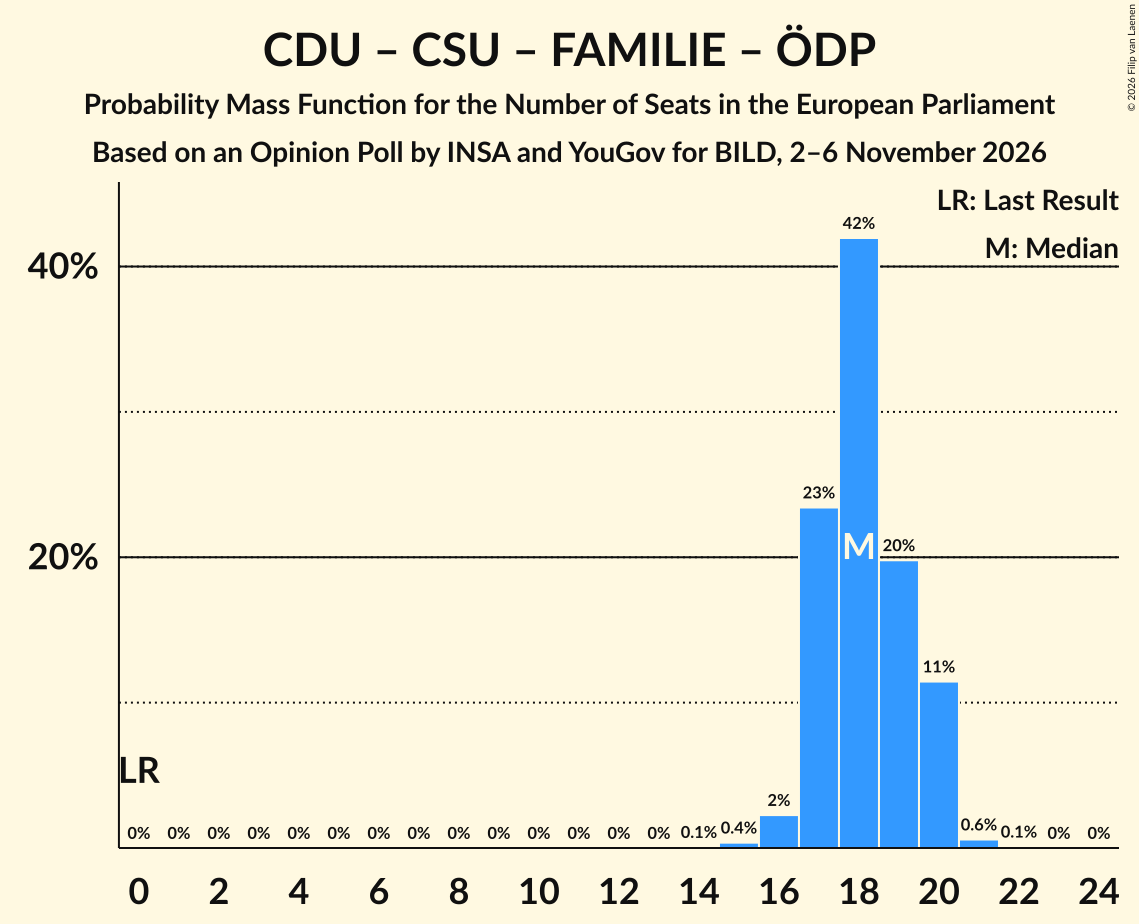 CDU – CSU – FAMILIE – ÖDP
Probability Mass Function for the Number of Seats in the European Parliament
Based on an Opinion Poll by INSA and YouGov for BILD, 2–6 November 2026
© 2026 Filip van Laenen
LR: Last Result
M: Median
40%
20%
42%
23%
M
20%
11%
LR
0% 0% 0% 0% 0% 0% 0% 0% 0% 0% 0% 0% 0% 0% 0.1% 0.4% 2% 0.6% 0.1% 0% 0%
0 2 4 6 8 10 12 14 16 18 20 22 24